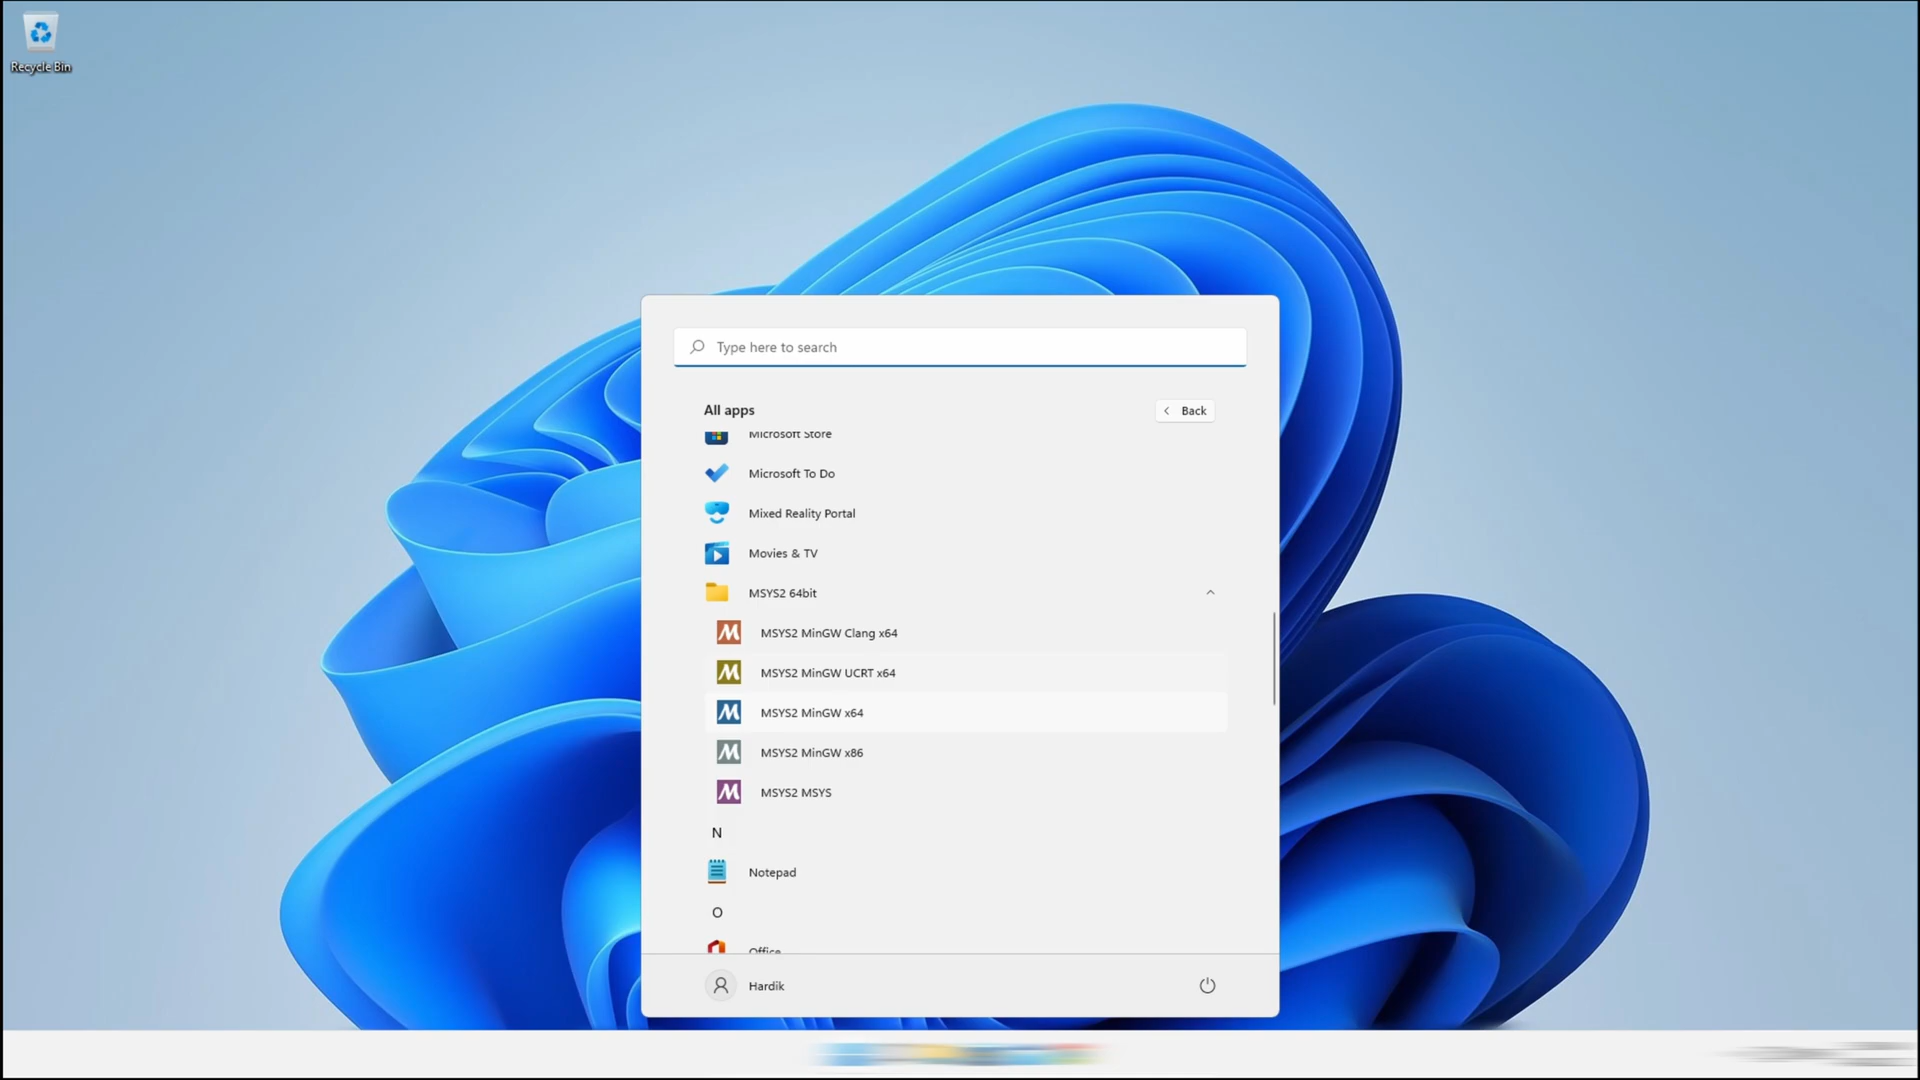 Recycle Bin
Type here to search
All apps
Back
Microsoft Store
Microsoft To Do
Mixed Reality Portal
Movies & TV
MSYS2 64bit
MSYS2 MinGW Clang x64
MSYS2 MinGW UCRT x64
MSYS2 MinGW x64
MSYS2 MinGW x86
MSYS2 MSYS
N
Notepad
O
Office
Hardik